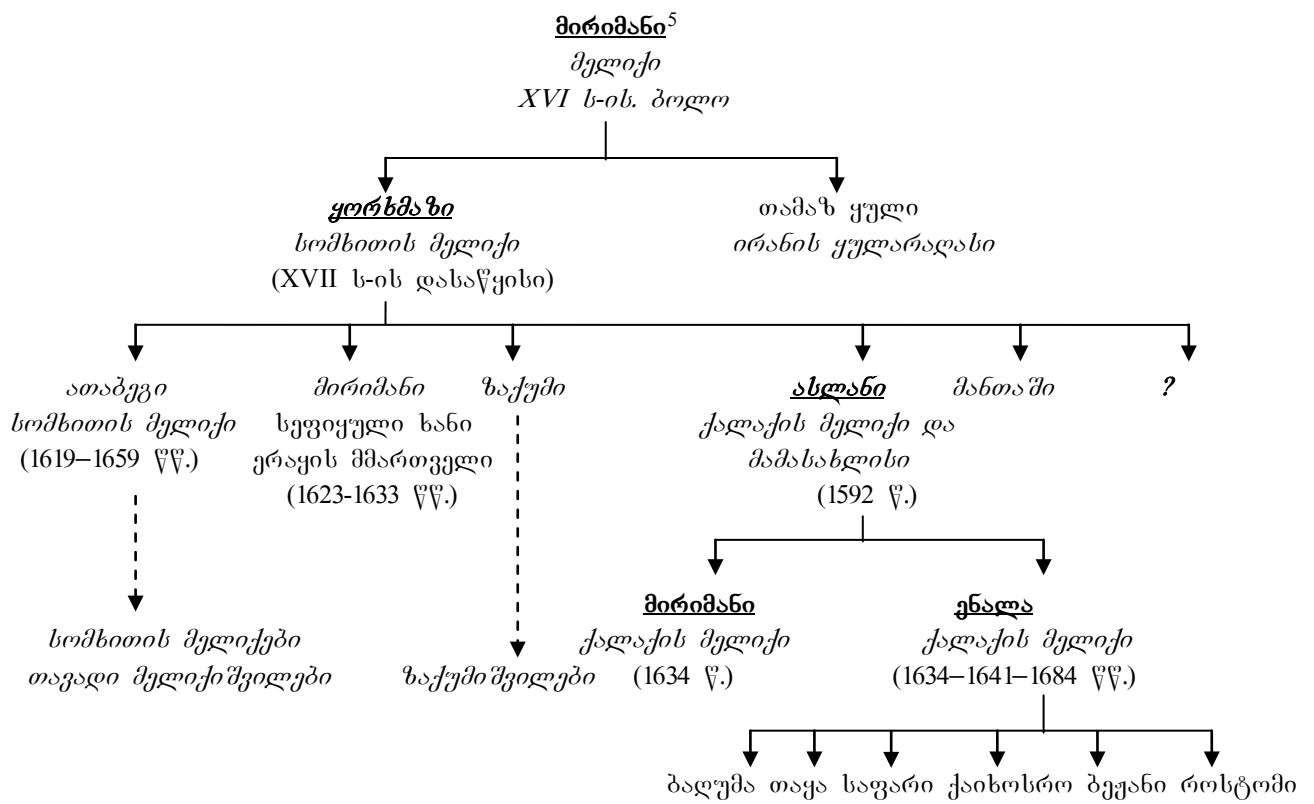 მირიმანი5
მელიქი
XVI ს-ის. ბოლო
ყორხმაზი
სომხითის მელიქი
(XVII ს-ის დასაწყისი)
თამაზ ყული
ირანის ყულარაღასი
ათაბეგი
სომხითის მელიქი
(1619–1659 წწ.)
მირიმანი
სეფიყული ხანი
ერაყის მმართველი
(1623-1633 წწ.)
ზაქუმი
ასლანი
ქალაქის მელიქი და
მამასახლისი
(1592 წ.)
მანთაში
?
სომხითის მელიქები
თავადი მელიქიშვილები
ზაქუმიშვილები
მირიმანი
ქალაქის მელიქი
(1634 წ.)
ენალა
ქალაქის მელიქი
(1634–1641–1684 წწ.)
ბაღუმა თაყა საფარი ქაიხოსრო ბეჟანი როსტომი